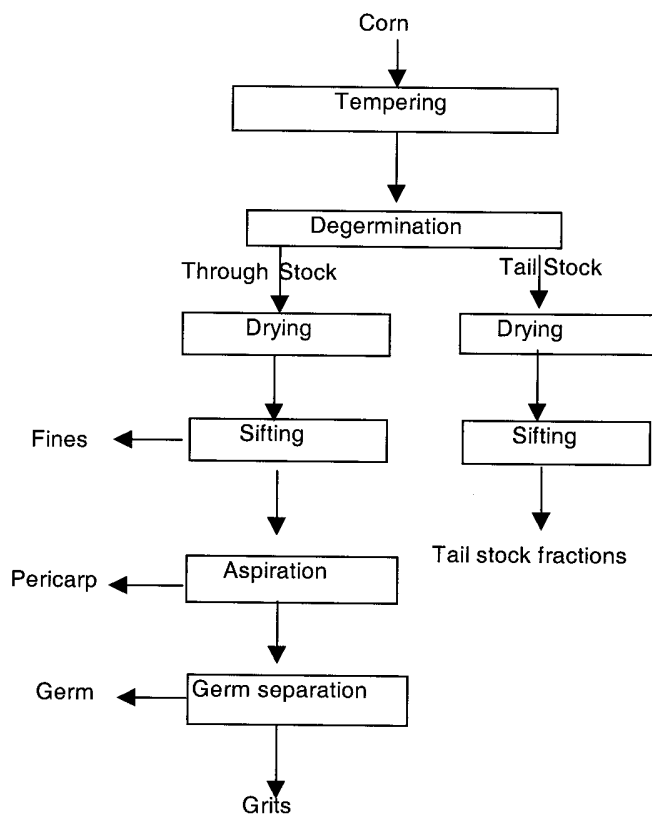 Corn
Tempering
Degermination
Through Stock
Tail Stock
Drying
Drying
Fines
Sifting
Sifting
Pericarp
Aspiration
Tail stock fractions
Germ
Germ separation
Grits